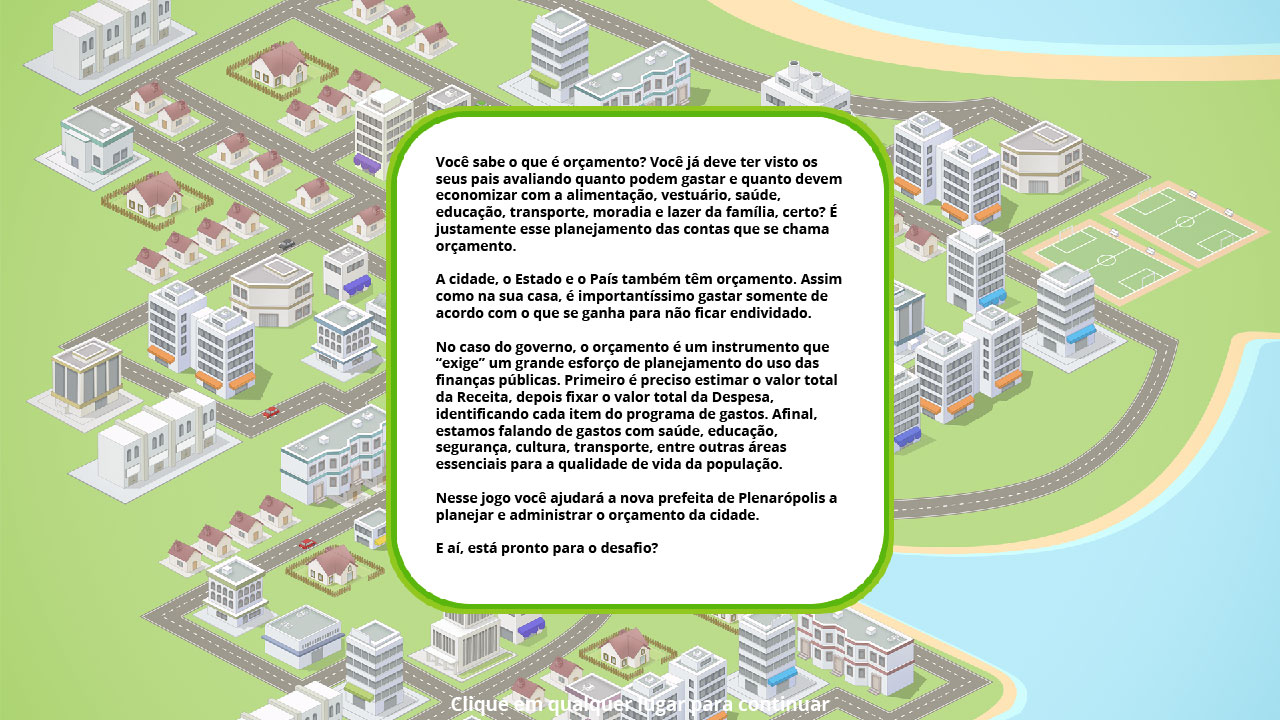 Você sabe o que é orçamento? Você já deve ter visto os
seus pais avaliando quanto podem gastar e quanto devem
economizar com a alimentação, vestuário, saúde,
educação, transporte, moradia e lazer da família, certo? É
justamente esse planejamento das contas que se chama
orçamento.
A cidade, o Estado e o País também têm orçamento. Assim
como na sua casa, é importantíssimo gastar somente de
acordo com o que se ganha para não ficar endividado.
No caso do governo, o orçamento é um instrumento que
“exige” um grande esforço de planejamento do uso das
finanças públicas. Primeiro é preciso estimar o valor total
da Receita, depois fixar o valor total da Despesa,
identificando cada item do programa de gastos. Afinal,
estamos falando de gastos com saúde, educação,
segurança, cultura, transporte, entre outras áreas
essenciais para a qualidade de vida da população.
Nesse jogo você ajudará a nova prefeita de Plenarópolis a
planejar e administrar o orçamento da cidade.
E aí, está pronto para o desafio?
Clique em qualquer lugar para continuar